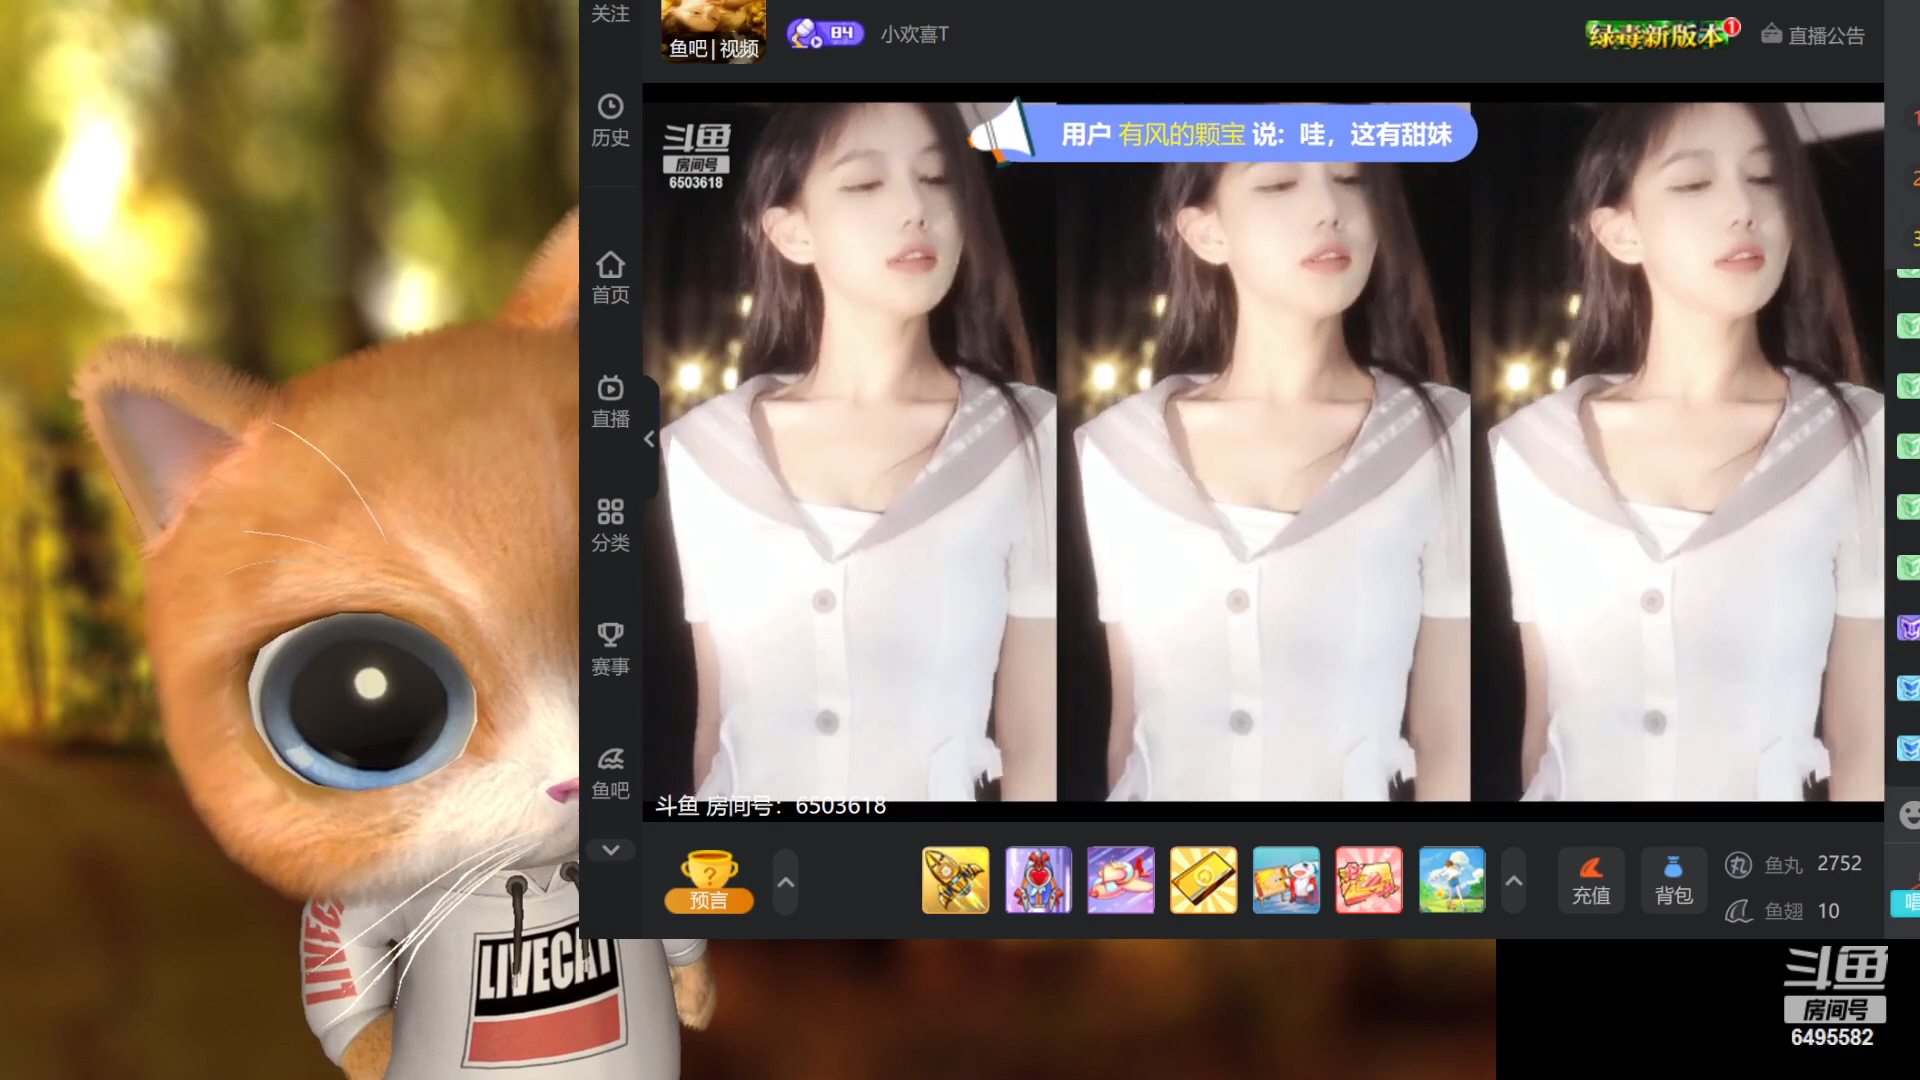 关注
鱼吧|视频
84
小欢喜T
绿毒新版本
1
直播公告
历史
首页
直播
分类
赛事
鱼吧
斗鱼
房间号
6503618
用户 有风的颗宝 说：哇，这有甜妹
斗鱼 房间号：6503618
预言
充值
背包
丸 鱼丸 2752
鱼翅 10
唱
LIVECAT
斗鱼
房间号
6495582